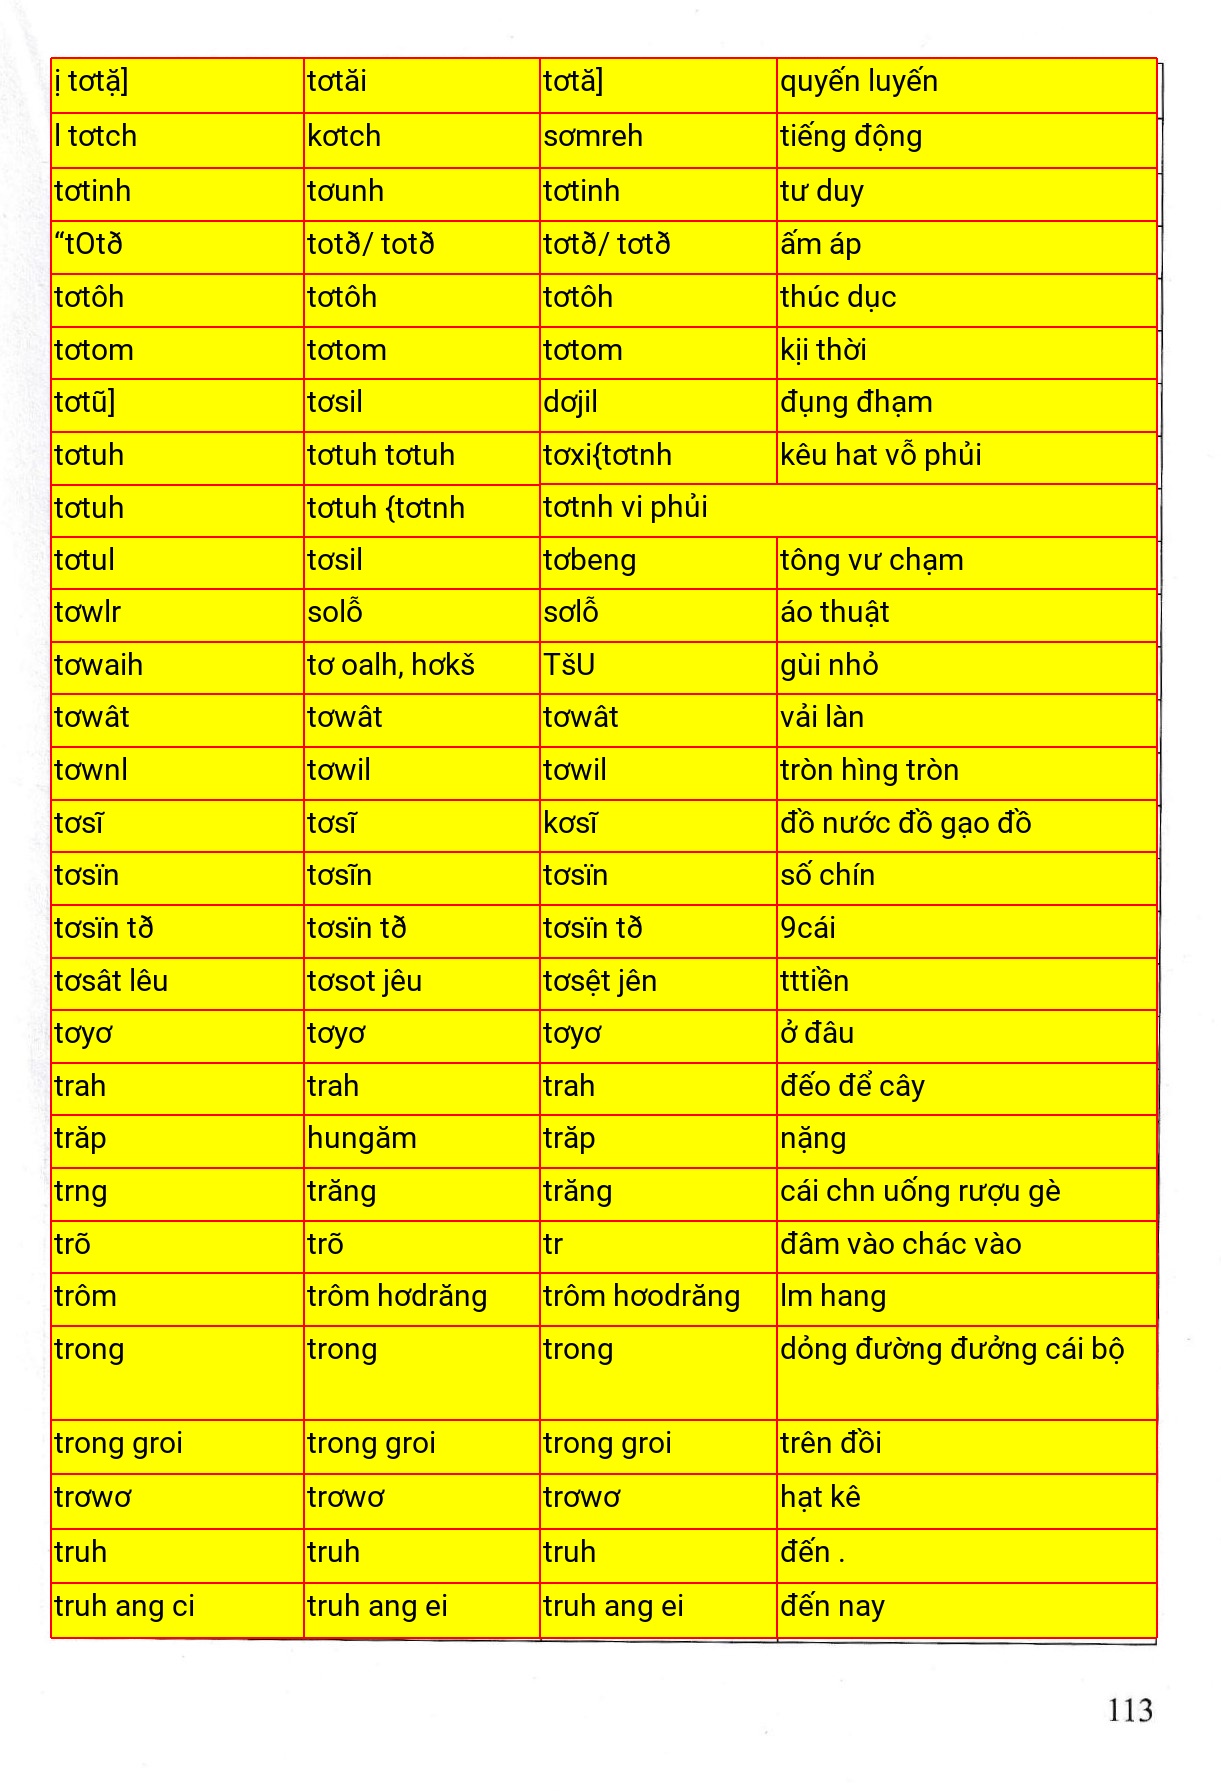 ị tơtặ] tơtăi tơtă] quyến luyến
l tơtch kơtch sơmreh tiếng động
tơtinh tơunh tơtinh tư duy
“tOtð totð/ totð tơtð/ tơtð ấm áp
tơtôh tơtôh tơtôh thúc dục
tơtom tơtom tơtom kịi thời
tơtũ] tơsil dơjil đụng đhạm
tơtuh tơtuh tơtuh tơxi{tơtnh kêu hat vỗ phủi
tơtuh tơtuh {tơtnh tơtnh vi phủi
tơtul tơsil tơbeng tông vư chạm
tơwlr solỗ sơlỗ áo thuật
tơwaih tơ oalh, hơkš TšU gùi nhỏ
tơwât tơwât tơwât vải làn
tơwnl tơwil tơwil tròn hìng tròn
tơsĩ tơsĩ kơsĩ đồ nước đồ gạo đồ
tơsïn tơsĩn tơsïn số chín
tơsïn tð tơsïn tð tơsïn tð 9cái
tơsât lêu tơsot jêu tơsệt jên tttiền
tơyơ tơyơ tơyơ ở đâu
trah trah trah đếo để cây
trăp hungăm trăp nặng
trng trăng trăng cái chn uống rượu gè
trõ trõ tr đâm vào chác vào
trôm trôm hơdrăng trôm hơodrăng lm hang
trong trong trong dỏng đường đưởng cái bộ
trong groi trong groi trong groi trên đồi
trơwơ trơwơ trơwơ hạt kê
truh truh truh đến .
truh ang ci truh ang ei truh ang ei đến nay
113